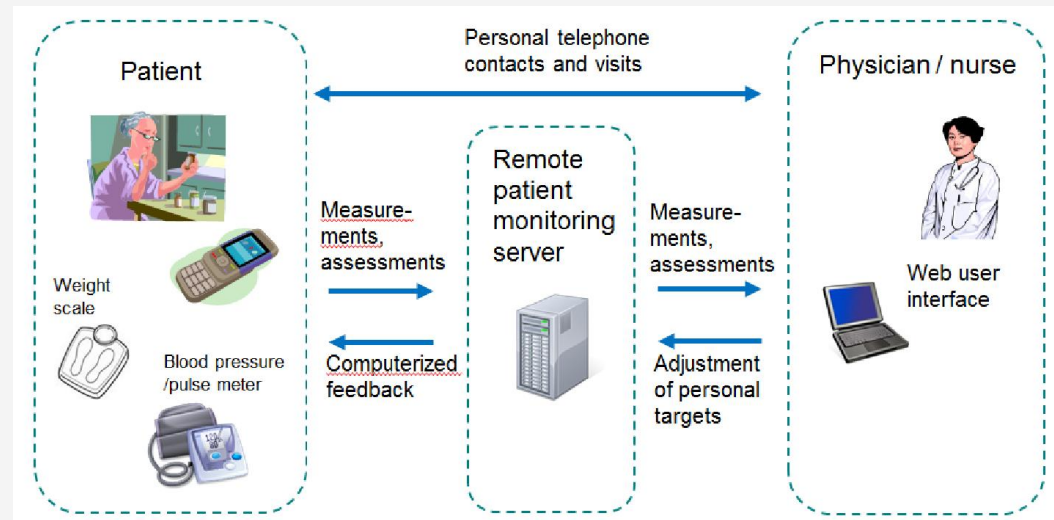 Personal telephone
contacts and visits
Patient
Physician / nurse
Remote
patient
monitoring
server
Measure-
ments,
assessments
Measure-
ments,
assessments
Weight
scale
Web user
interface
Blood pressure
/pulse meter
Computerized
feedback
Adjustment
of personal
targets